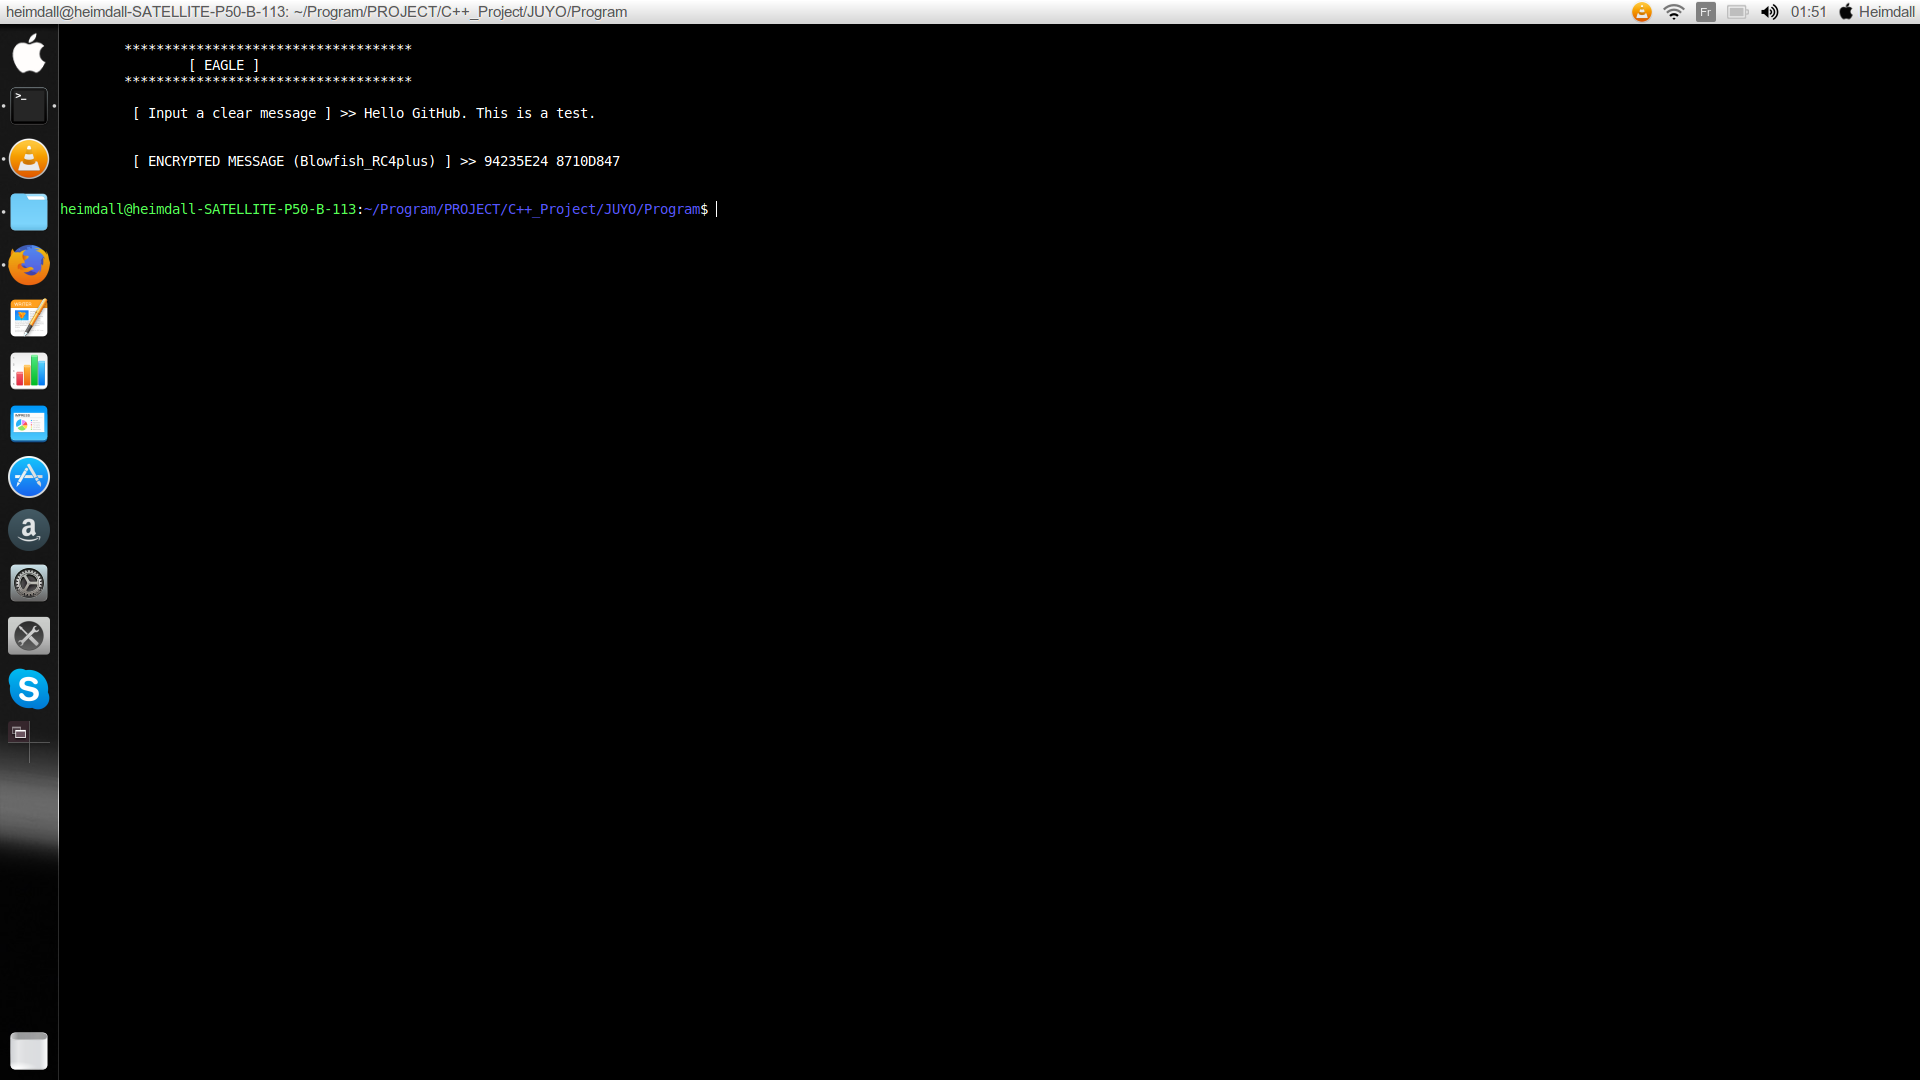 heimdall@heimdall-SATELLITE-P50-B-113: ~/Program/PROJECT/C++_Project/JUYO/Program
Fr
01:51
Heimdall
************************************
[ EAGLE ]
************************************
[ Input a clear message ] >> Hello GitHub. This is a test.
[ ENCRYPTED MESSAGE (Blowfish_RC4plus) ] >> 94235E24 8710D847
heimdall@heimdall-SATELLITE-P50-B-113:~/Program/PROJECT/C++_Project/JUYO/Program$